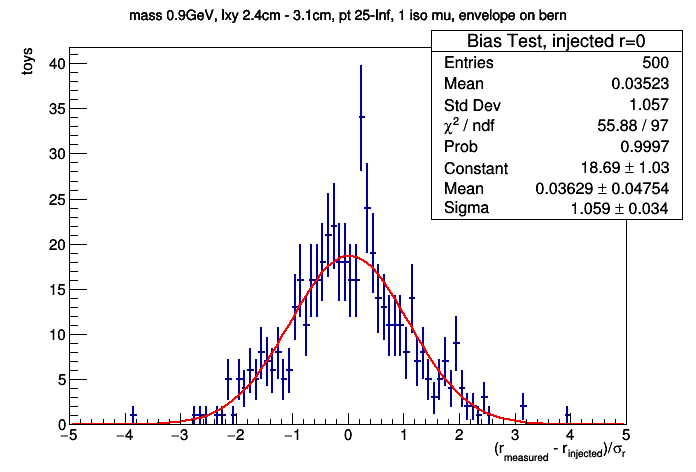 mass 0.9GeV, lxy 2.4cm - 3.1cm, pt 25-Inf, 1 iso mu, envelope on bern
toys
Bias Test, injected r=0
Entries 500
Mean 0.03523
Std Dev 1.057
χ² / ndf 55.88 / 97
Prob 0.9997
Constant 18.69 ± 1.03
Mean 0.03629 ± 0.04754
Sigma 1.059 ± 0.034
40
35
30
25
20
15
10
5
0
−5 −4 −3 −2 −1 0 1 2 3 4 5
(r_measured - r_injected)/σ_r